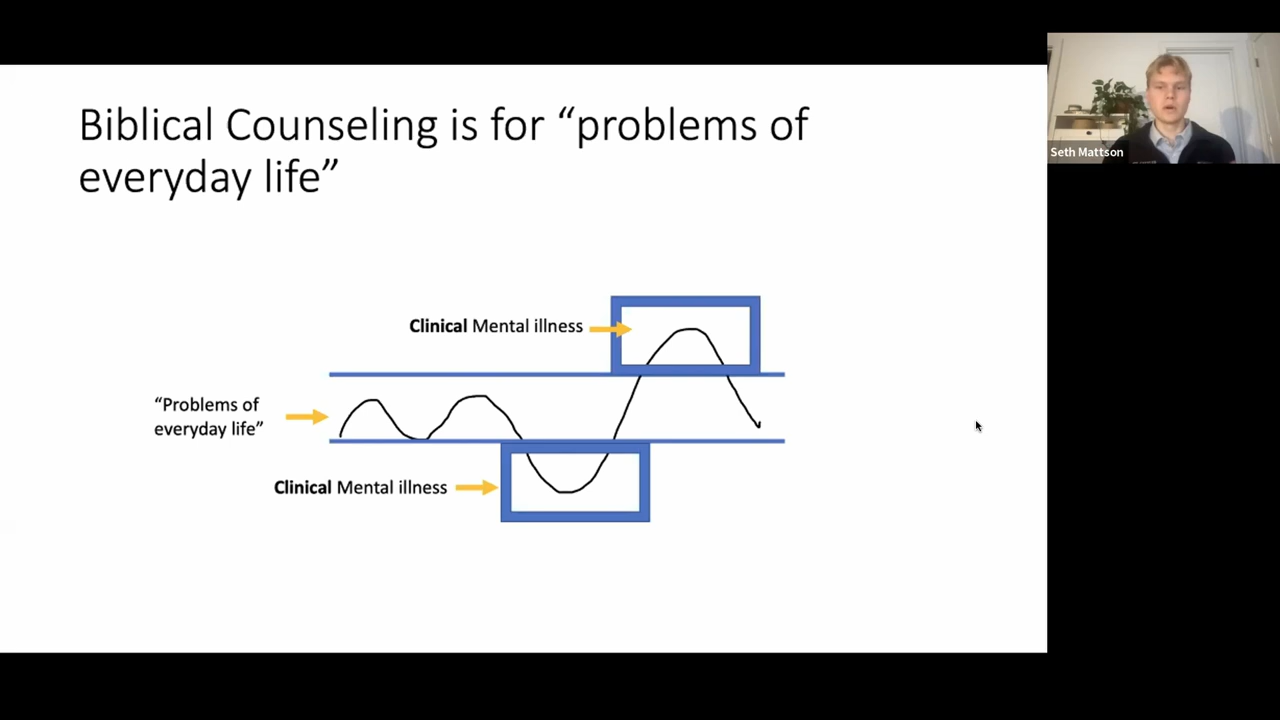 Biblical Counseling is for “problems of
everyday life”
Clinical Mental illness
“Problems of
everyday life”
Clinical Mental illness
Seth Mattson